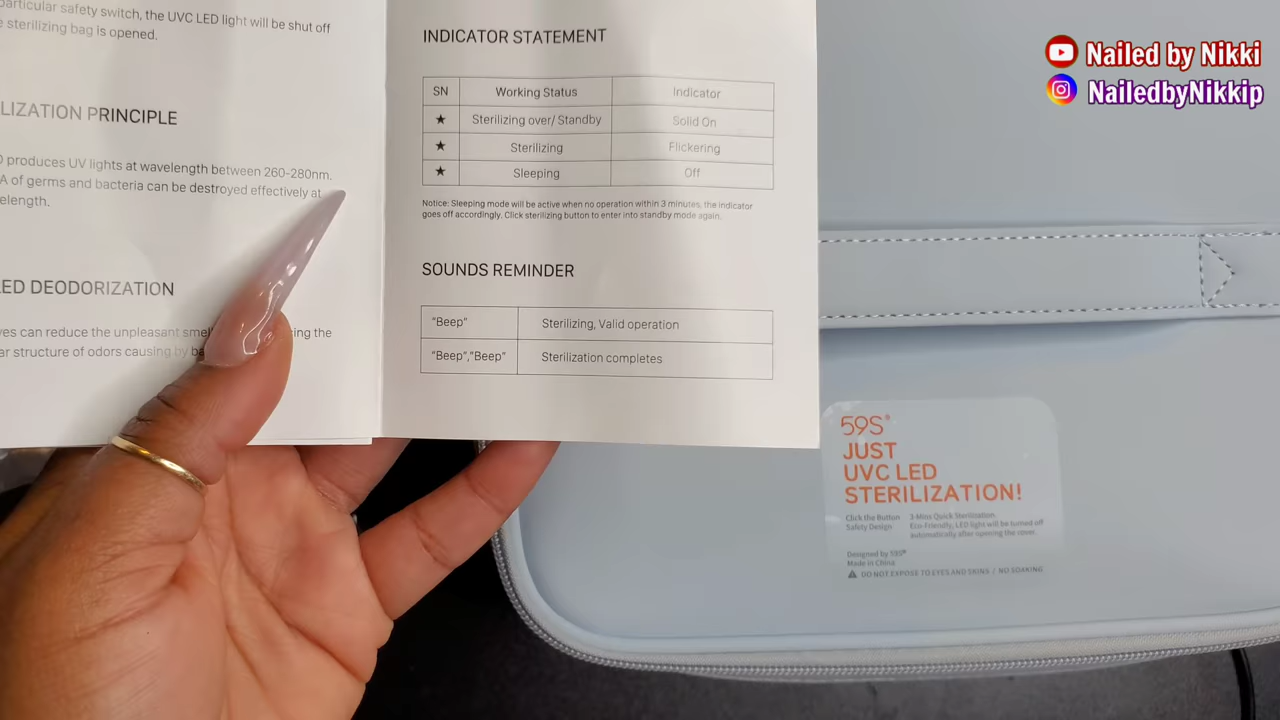 particular safety switch, the UVC LED light will be shut off
sterilizing bag is opened.
LIZATION PRINCIPLE
produces UV lights at wavelength between 260-280nm.
A of germs and bacteria can be destroyed effectively at
elength.
ED DEODORIZATION
ves can reduce the unpleasant smel ing the
ar structure of odors causing by ba
INDICATOR STATEMENT
SN Working Status Indicator
★ Sterilizing over/ Standby Solid On
★ Sterilizing Flickering
★ Sleeping Off
Notice: Sleeping mode will be active when no operation within 3 minutes, the indicator
goes off accordingly. Click sterilizing button to enter into standby mode again.
SOUNDS REMINDER
"Beep" Sterilizing, Valid operation
"Beep","Beep" Sterilization completes
Nailed by Nikki
NailedbyNikkip
59S®
JUST
UVC LED
STERILIZATION!
Click the Button 3-Mins Quick Sterilization.
Safety Design Eco-Friendly, LED light will be turned off
automatically after opening the cover.
Designed by 59S®
Made in China
DO NOT EXPOSE TO EYES AND SKINS / NO SOAKING